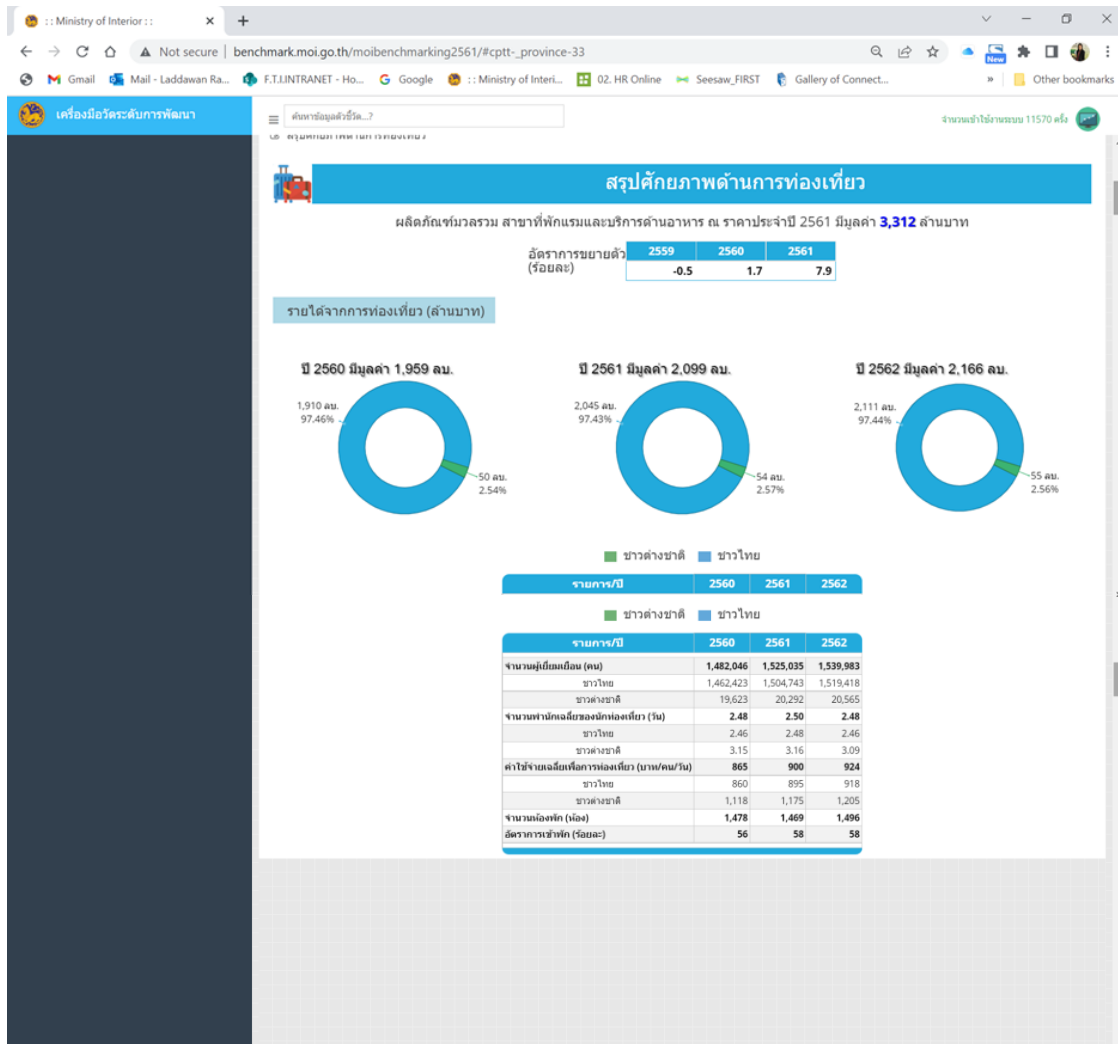 : : Ministry of Interior : :
Not secure | benchmark.moi.go.th/moibenchmarking2561/#cptt-_province-33
New
Gmail Mail - Laddawan Ra... F.T.I.INTRANET - Ho... Google : : Ministry of Interi... 02. HR Online Seesaw_FIRST Gallery of Connect... » Other bookmarks
เครื่องมือวัดระดับการพัฒนา
ค้นหาข้อมูลตัวชี้วัด...?
จำนวนเข้าใช้งานระบบ 11570 ครั้ง
สรุปศักยภาพด้านการท่องเที่ยว
สรุปศักยภาพด้านการท่องเที่ยว
ผลิตภัณฑ์มวลรวม สาขาที่พักแรมและบริการด้านอาหาร ณ ราคาประจำปี 2561 มีมูลค่า 3,312 ล้านบาท
อัตราการขยายตัว 2559 2560 2561
(ร้อยละ) -0.5 1.7 7.9
รายได้จากการท่องเที่ยว (ล้านบาท)
ปี 2560 มีมูลค่า 1,959 ลบ.
1,910 ลบ.
97.46%
50 ลบ.
2.54%
ปี 2561 มีมูลค่า 2,099 ลบ.
2,045 ลบ.
97.43%
54 ลบ.
2.57%
ปี 2562 มีมูลค่า 2,166 ลบ.
2,111 ลบ.
97.44%
55 ลบ.
2.56%
ชาวต่างชาติ ชาวไทย
รายการ/ปี 2560 2561 2562
ชาวต่างชาติ ชาวไทย
รายการ/ปี 2560 2561 2562
จำนวนผู้เยี่ยมเยือน (คน) 1,482,046 1,525,035 1,539,983
ชาวไทย 1,462,423 1,504,743 1,519,418
ชาวต่างชาติ 19,623 20,292 20,565
จำนวนพำนักเฉลี่ยของนักท่องเที่ยว (วัน) 2.48 2.50 2.48
ชาวไทย 2.46 2.48 2.46
ชาวต่างชาติ 3.15 3.16 3.09
ค่าใช้จ่ายเฉลี่ยเพื่อการท่องเที่ยว (บาท/คน/วัน) 865 900 924
ชาวไทย 860 895 918
ชาวต่างชาติ 1,118 1,175 1,205
จำนวนห้องพัก (ห้อง) 1,478 1,469 1,496
อัตราการเข้าพัก (ร้อยละ) 56 58 58